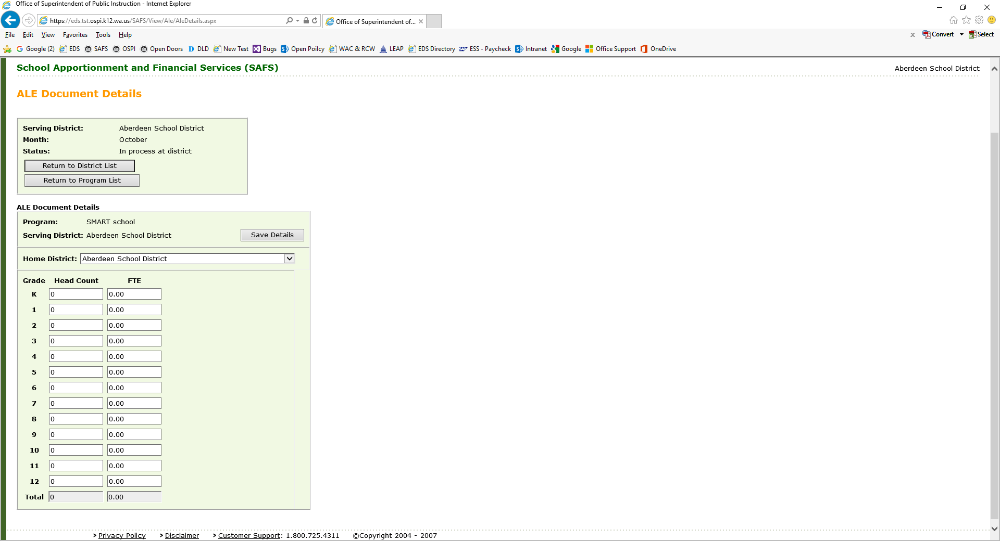 Office of Superintendent of Public Instruction - Internet Explorer
https://eds.tst.ospi.k12.wa.us/SAFS/View/Ale/AleDetails.aspx
Office of Superintendent of...
File Edit View Favorites Tools Help
Convert Select
Google (2) EDS SAFS OSPI Open Doors DLD New Test Bugs Open Poilcy WAC & RCW LEAP EDS Directory ESS - Paycheck Intranet Google Office Support OneDrive
School Apportionment and Financial Services (SAFS)
Aberdeen School District
ALE Document Details
Serving District: Aberdeen School District
Month: October
Status: In process at district
Return to District List
Return to Program List
ALE Document Details
Program: SMART school
Serving District: Aberdeen School District
Save Details
Home District: Aberdeen School District
Grade Head Count FTE
K 0 0.00
1 0 0.00
2 0 0.00
3 0 0.00
4 0 0.00
5 0 0.00
6 0 0.00
7 0 0.00
8 0 0.00
9 0 0.00
10 0 0.00
11 0 0.00
12 0 0.00
Total 0 0.00
> Privacy Policy > Disclaimer > Customer Support: 1.800.725.4311 ©Copyright 2004 - 2007